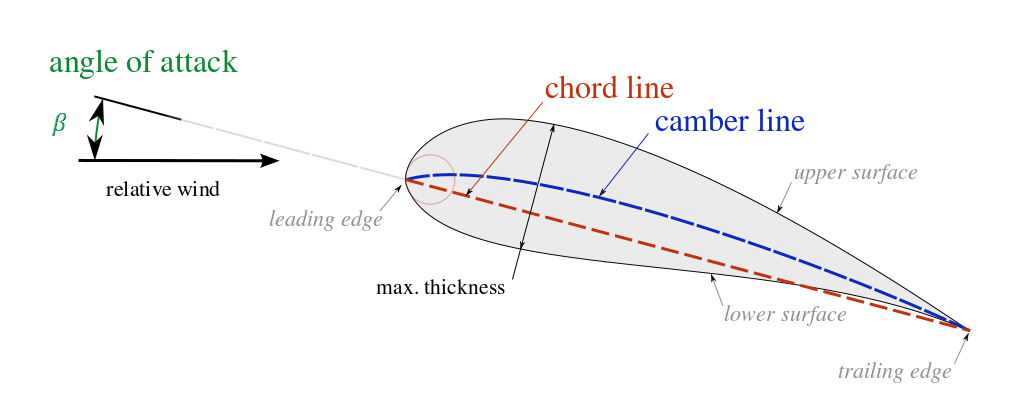 angle of attack
β
relative wind
leading edge
chord line
camber line
upper surface
max. thickness
lower surface
trailing edge